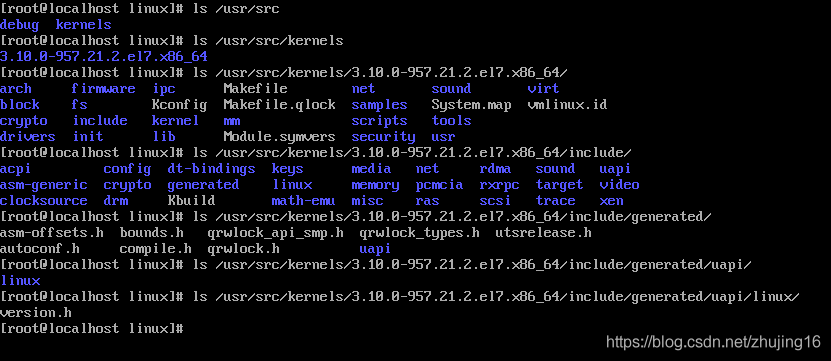 [root@localhost linux]# ls /usr/src
debug kernels
[root@localhost linux]# ls /usr/src/kernels
3.10.0-957.21.2.el7.x86_64
[root@localhost linux]# ls /usr/src/kernels/3.10.0-957.21.2.el7.x86_64/
arch firmware ipc Makefile net sound virt
block fs Kconfig Makefile.qlock samples System.map vmlinux.id
crypto include kernel mm scripts tools
drivers init lib Module.symvers security usr
[root@localhost linux]# ls /usr/src/kernels/3.10.0-957.21.2.el7.x86_64/include/
acpi config dt-bindings keys media net rdma sound uapi
asm-generic crypto generated linux memory pcmcia rxrpc target video
clocksource drm Kbuild math-emu misc ras scsi trace xen
[root@localhost linux]# ls /usr/src/kernels/3.10.0-957.21.2.el7.x86_64/include/generated/
asm-offsets.h bounds.h qrwlock_api_smp.h qrwlock_types.h utsrelease.h
autoconf.h compile.h qrwlock.h uapi
[root@localhost linux]# ls /usr/src/kernels/3.10.0-957.21.2.el7.x86_64/include/generated/uapi/
linux
[root@localhost linux]# ls /usr/src/kernels/3.10.0-957.21.2.el7.x86_64/include/generated/uapi/linux/
version.h
[root@localhost linux]#
https://blog.csdn.net/zhujing16